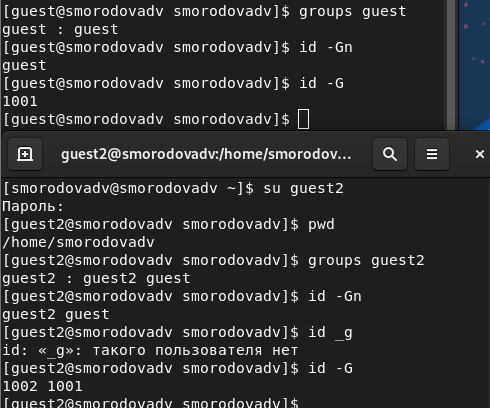 [guest@smorodovadv smorodovadv]$ groups guest
guest : guest
[guest@smorodovadv smorodovadv]$ id -Gn
guest
[guest@smorodovadv smorodovadv]$ id -G
1001
[guest@smorodovadv smorodovadv]$
guest2@smorodovadv:/home/smorodov...
[smorodovadv@smorodovadv ~]$ su guest2
Пароль:
[guest2@smorodovadv smorodovadv]$ pwd
/home/smorodovadv
[guest2@smorodovadv smorodovadv]$ groups guest2
guest2 : guest2 guest
[guest2@smorodovadv smorodovadv]$ id -Gn
guest2 guest
[guest2@smorodovadv smorodovadv]$ id _g
id: «_g»: такого пользователя нет
[guest2@smorodovadv smorodovadv]$ id -G
1002 1001
[guest2@smorodovadv smorodovadv]$